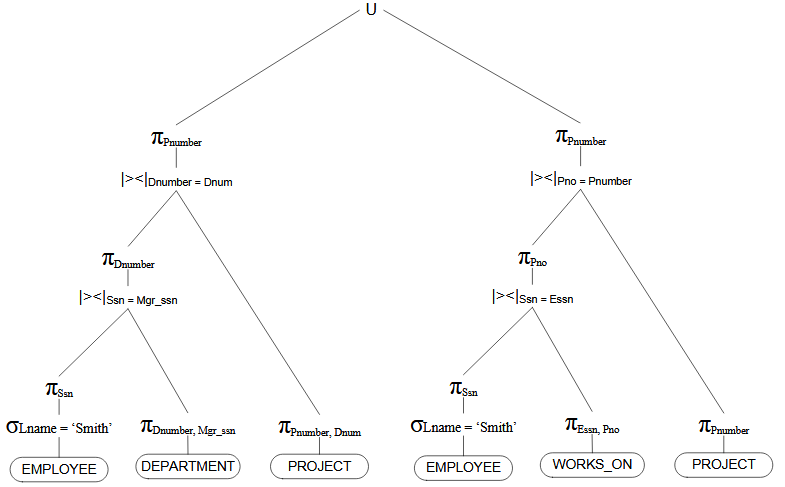 U
πPnumber πPnumber
|><|Dnumber = Dnum |><|Pno = Pnumber
πDnumber πPno
|><|Ssn = Mgr_ssn |><|Ssn = Essn
πSsn πSsn
σLname = ‘Smith’ πDnumber, Mgr_ssn πPnumber, Dnum σLname = ‘Smith’ πEssn, Pno πPnumber
EMPLOYEE DEPARTMENT PROJECT EMPLOYEE WORKS_ON PROJECT